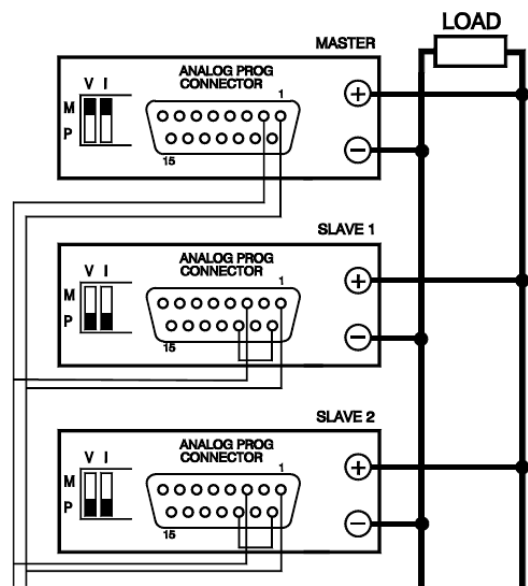 LOAD
MASTER
V I
M
P
ANALOG PROG
CONNECTOR
1
15
+
−
SLAVE 1
V I
M
P
ANALOG PROG
CONNECTOR
1
15
+
−
SLAVE 2
V I
M
P
ANALOG PROG
CONNECTOR
1
15
+
−